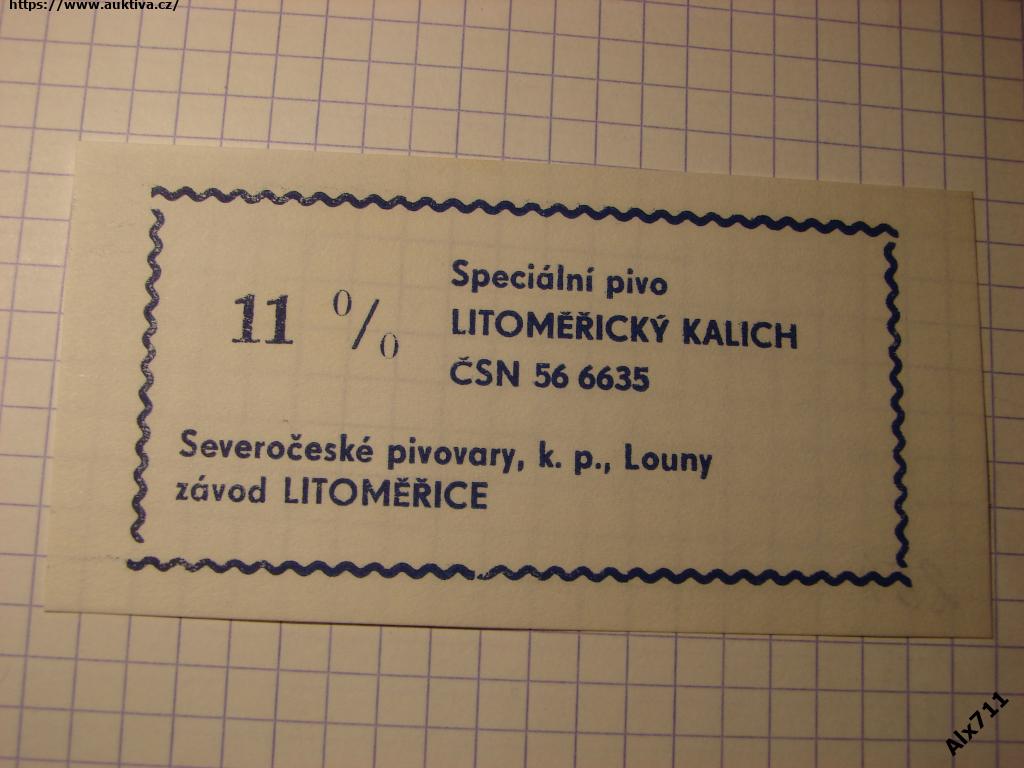 https://www.auktiva.cz/
11 %
Speciální pivo
LITOMĚŘICKÝ KALICH
ČSN 56 6635
Severočeské pivovary, k. p., Louny
závod LITOMĚŘICE
Alx711